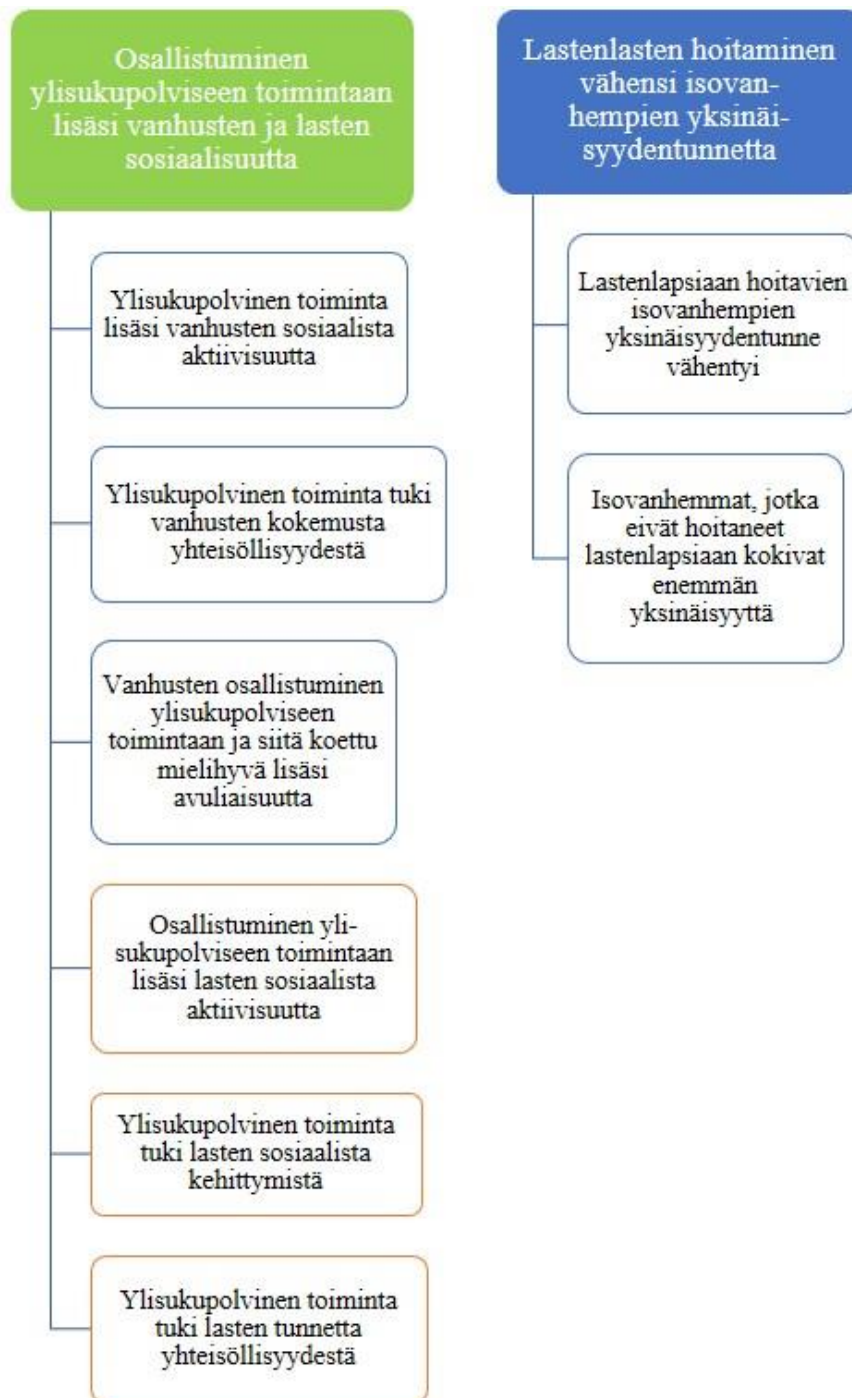 Osallistuminen
ylisukupolviseen toimintaan
lisäsi vanhusten ja lasten
sosiaalisuutta
Ylisukupolvinen toiminta
lisäsi vanhusten sosiaalista
aktiivisuutta
Ylisukupolvinen toiminta tuki
vanhusten kokemusta
yhteisöllisyydestä
Vanhusten osallistuminen
ylisukupolviseen
toimintaan ja siitä koettu
mielihyvä lisäsi
avuliaisuutta
Osallistuminen yli-
sukupolviseen toimintaan
lisäsi lasten sosiaalista
aktiivisuutta
Ylisukupolvinen toiminta
tuki lasten sosiaalista
kehittymistä
Ylisukupolvinen toiminta
tuki lasten tunnetta
yhteisöllisyydestä
Lastenlasten hoitaminen
vähensi isovan-
hempien yksinäi-
syydentunnetta
Lastenlapsiaan hoitavien
isovanhempien
yksinäisyydentunne
vähentyi
Isovanhemmat, jotka
eivät hoitaneet
lastenlapsiaan kokivat
enemmän
yksinäisyyttä